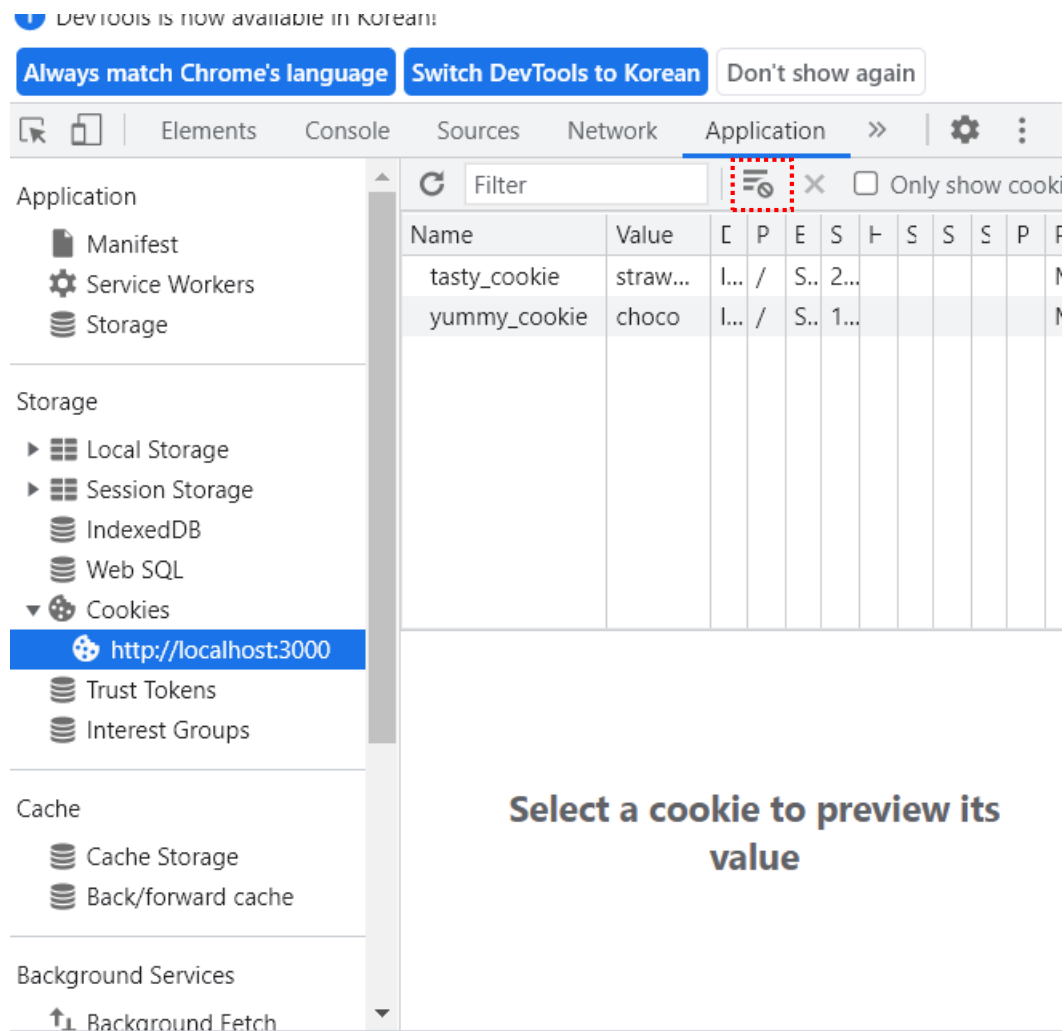 DevTools is now available in Korean!
Always match Chrome's language Switch DevTools to Korean Don't show again
Elements Console Sources Network Application
Application
Manifest
Service Workers
Storage
Storage
Local Storage
Session Storage
IndexedDB
Web SQL
Cookies
http://localhost:3000
Trust Tokens
Interest Groups
Cache
Cache Storage
Back/forward cache
Background Services
Background Fetch
Filter Only show cooki
Name Value D P E S H S S S P P
tasty_cookie straw... l... / S.. 2...
yummy_cookie choco l... / S.. 1...
Select a cookie to preview its
value